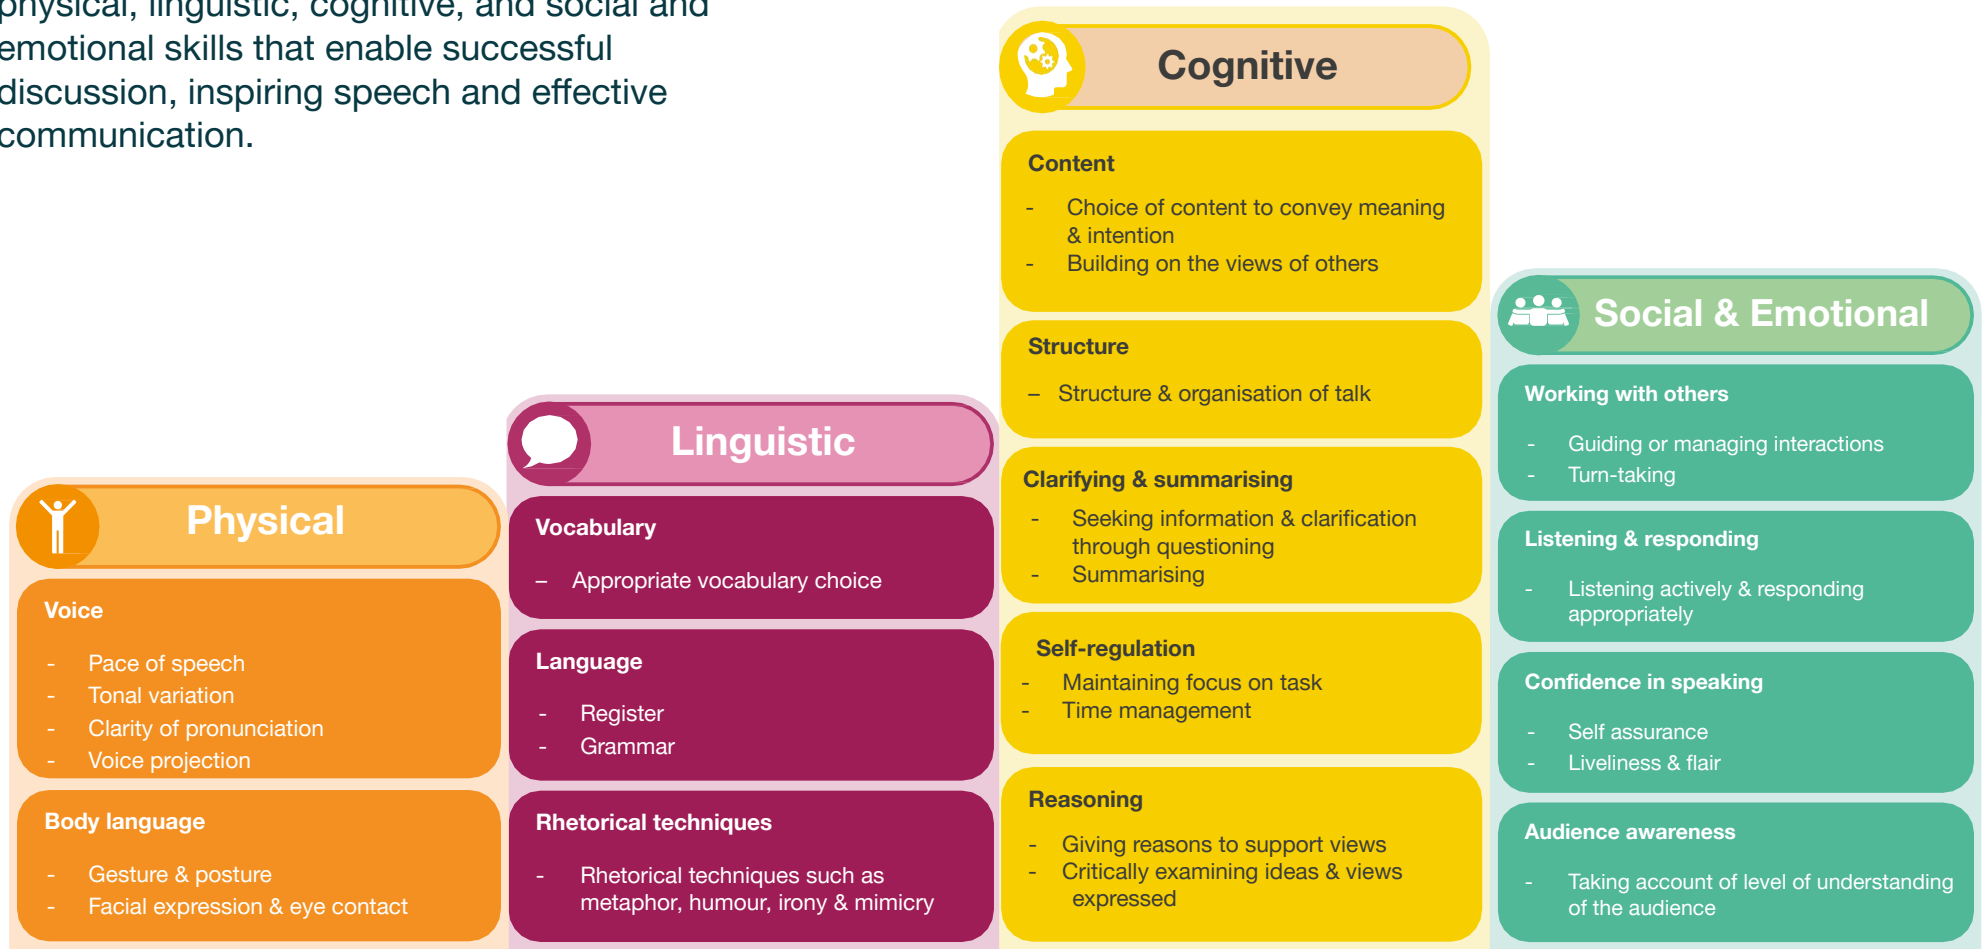 physical, linguistic, cognitive, and social and
emotional skills that enable successful
discussion, inspiring speech and effective
communication.
Physical
Voice
- Pace of speech
- Tonal variation
- Clarity of pronunciation
- Voice projection
Body language
- Gesture & posture
- Facial expression & eye contact
Linguistic
Vocabulary
– Appropriate vocabulary choice
Language
- Register
- Grammar
Rhetorical techniques
- Rhetorical techniques such as
metaphor, humour, irony & mimicry
Cognitive
Content
- Choice of content to convey meaning
& intention
- Building on the views of others
Structure
– Structure & organisation of talk
Clarifying & summarising
- Seeking information & clarification
through questioning
- Summarising
Self-regulation
- Maintaining focus on task
- Time management
Reasoning
- Giving reasons to support views
- Critically examining ideas & views
expressed
Social & Emotional
Working with others
- Guiding or managing interactions
- Turn-taking
Listening & responding
- Listening actively & responding
appropriately
Confidence in speaking
- Self assurance
- Liveliness & flair
Audience awareness
- Taking account of level of understanding
of the audience